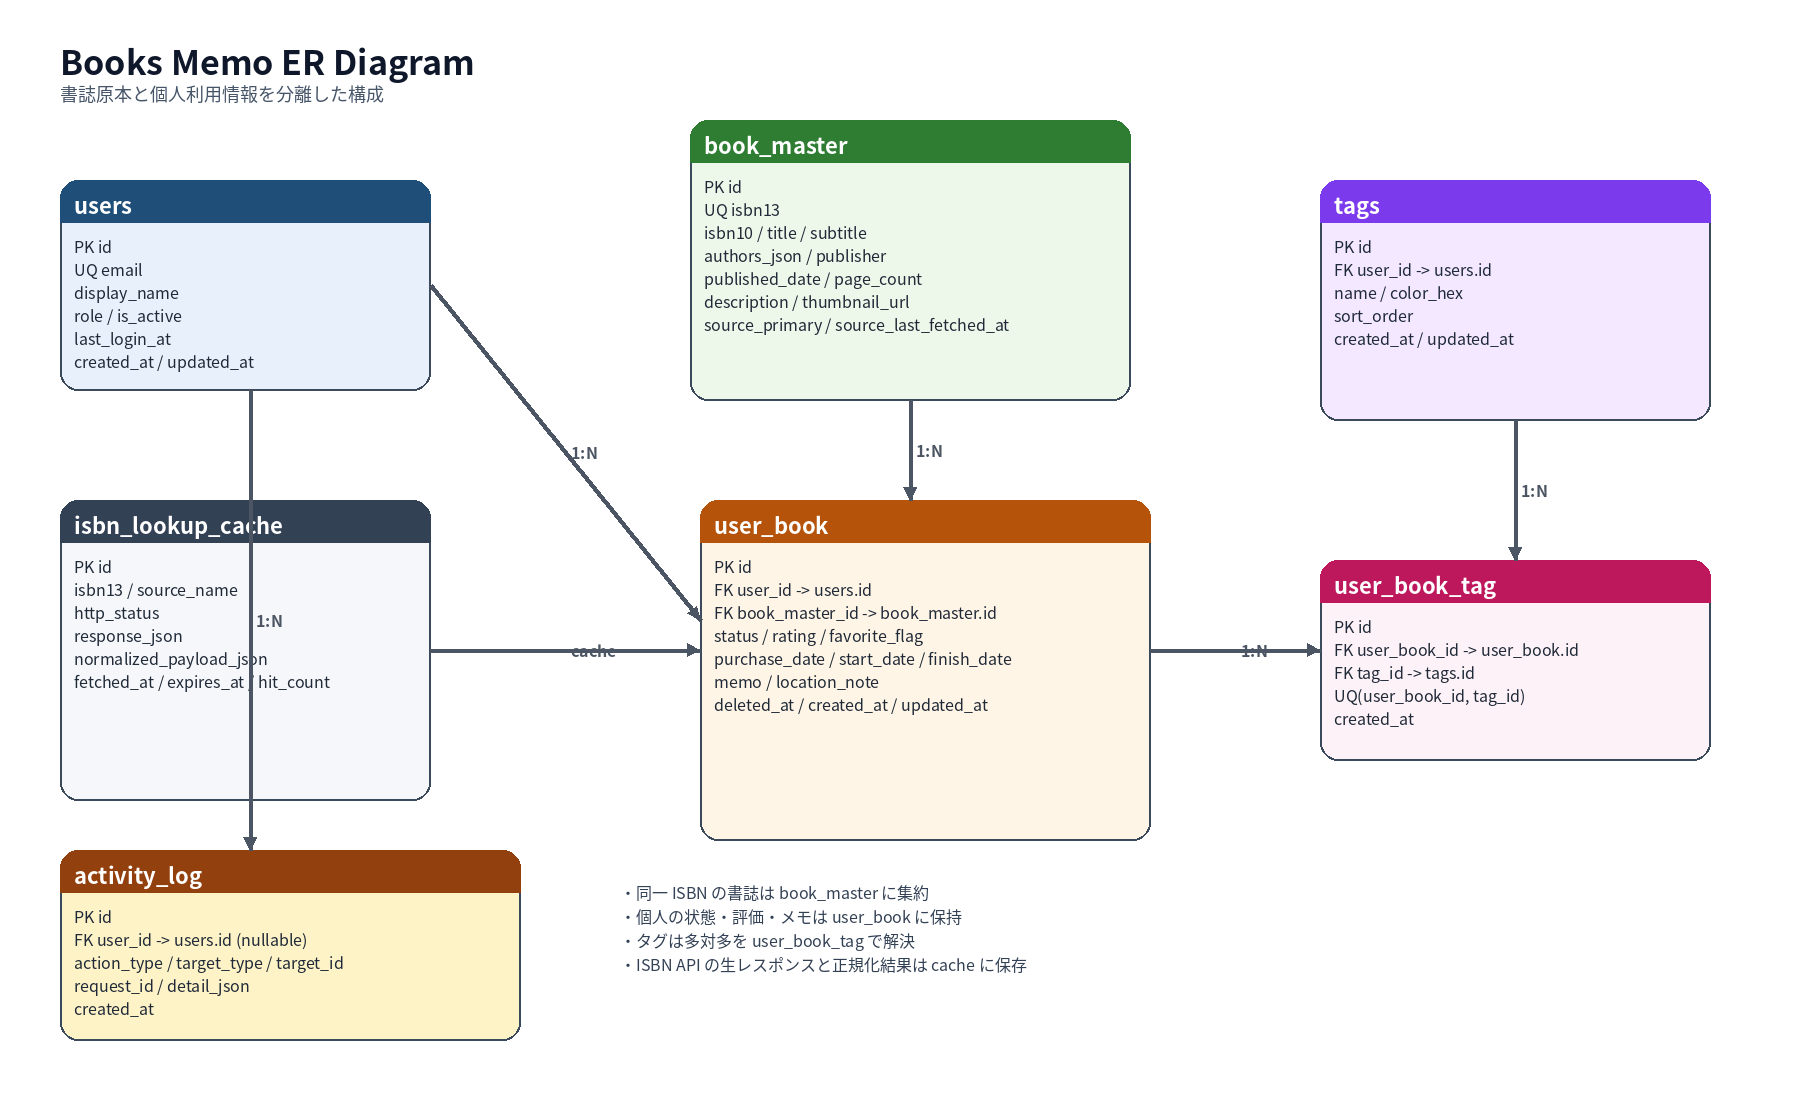 Books Memo ER Diagram
書誌原本と個人利用情報を分離した構成
users
PK id
UQ email
display_name
role / is_active
last_login_at
created_at / updated_at
book_master
PK id
UQ isbn13
isbn10 / title / subtitle
authors_json / publisher
published_date / page_count
description / thumbnail_url
source_primary / source_last_fetched_at
tags
PK id
FK user_id -> users.id
name / color_hex
sort_order
created_at / updated_at
1:N
1:N
1:N
isbn_lookup_cache
PK id
isbn13 / source_name
http_status
response_json
normalized_payload_json
fetched_at / expires_at / hit_count
1:N
cache
user_book
PK id
FK user_id -> users.id
FK book_master_id -> book_master.id
status / rating / favorite_flag
purchase_date / start_date / finish_date
memo / location_note
deleted_at / created_at / updated_at
1:N
user_book_tag
PK id
FK user_book_id -> user_book.id
FK tag_id -> tags.id
UQ(user_book_id, tag_id)
created_at
activity_log
PK id
FK user_id -> users.id (nullable)
action_type / target_type / target_id
request_id / detail_json
created_at
・同一 ISBN の書誌は book_master に集約
・個人の状態・評価・メモは user_book に保持
・タグは多対多を user_book_tag で解決
・ISBN API の生レスポンスと正規化結果は cache に保存